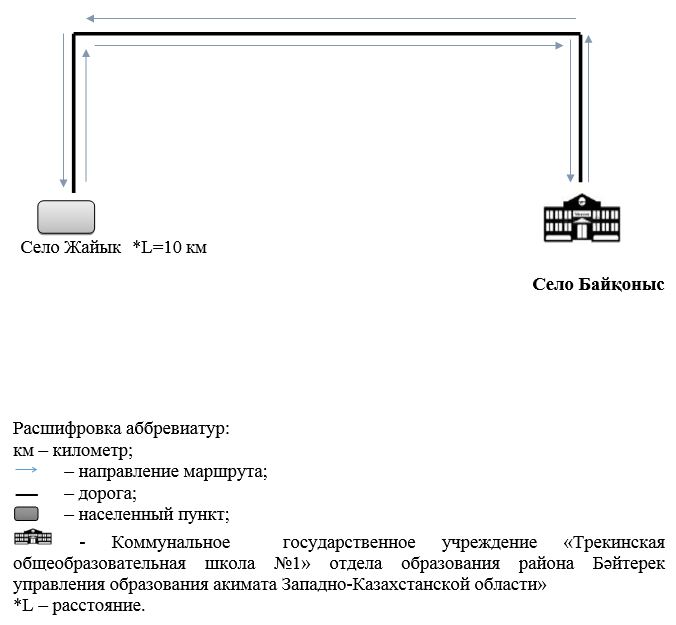 Село Жайык *L=10 км
Село Байқоныс
Расшифровка аббревиатур:
км – километр;
– направление маршрута;
– дорога;
– населенный пункт;
- Коммунальное государственное учреждение «Трекинская
общеобразовательная школа №1» отдела образования района Бәйтерек
управления образования акимата Западно-Казахстанской области»
*L – расстояние.